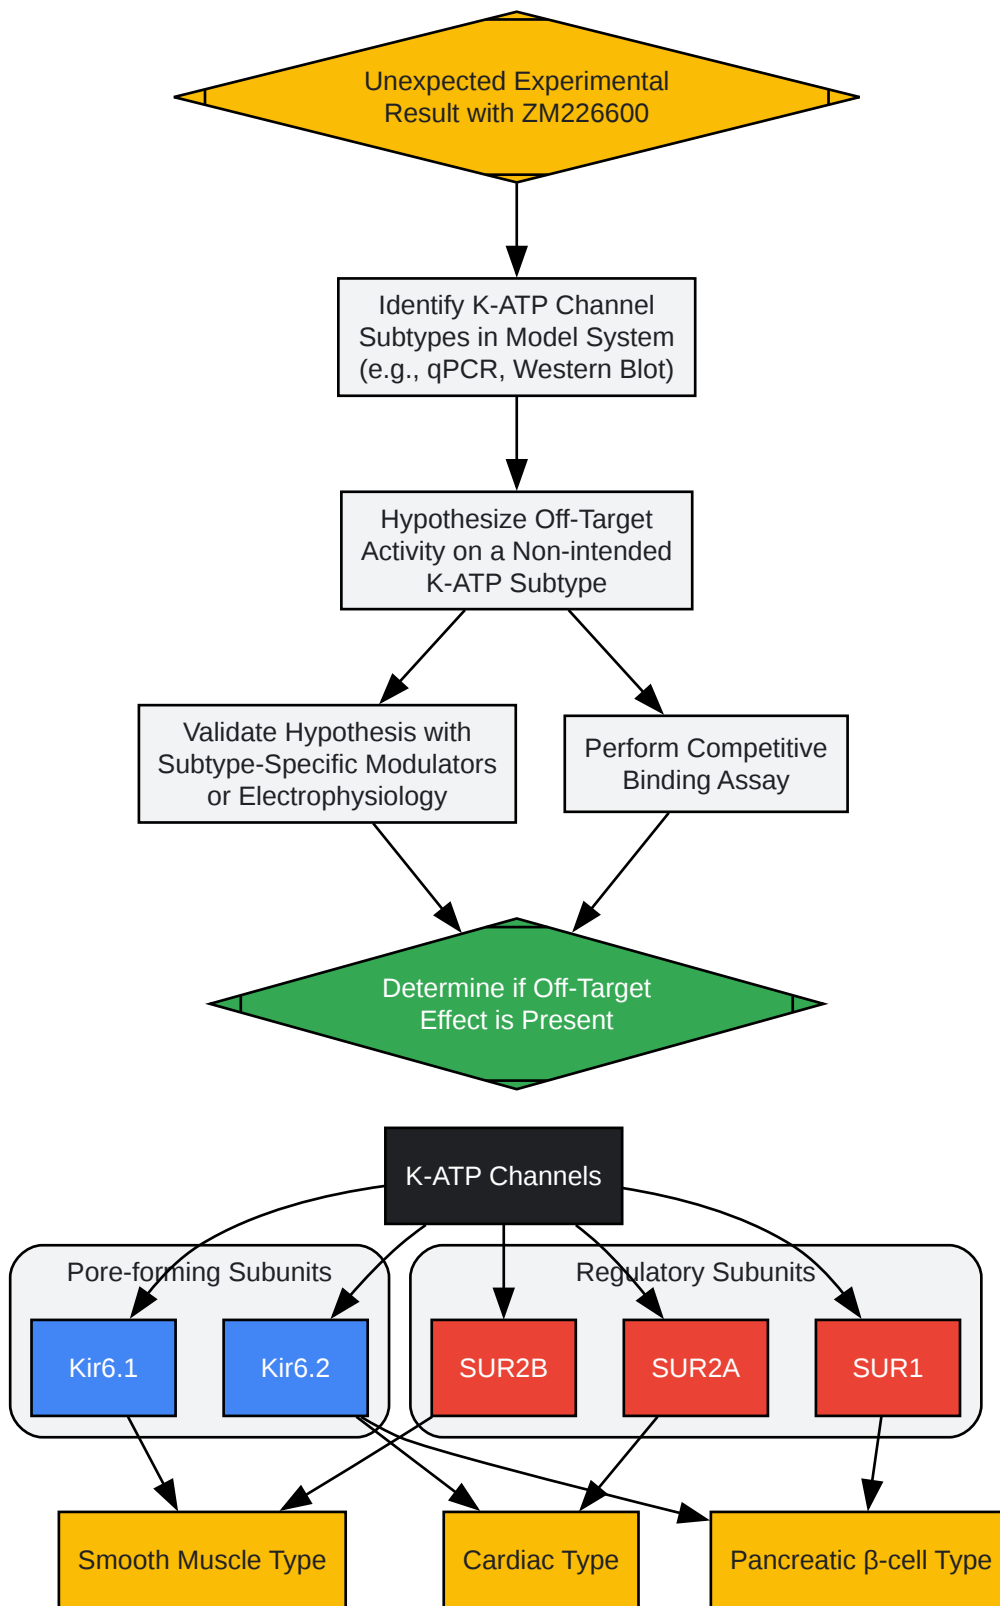 Unexpected Experimental
Result with ZM226600
Identify K-ATP Channel
Subtypes in Model System
(e.g., qPCR, Western Blot)
Hypothesize Off-Target
Activity on a Non-intended
K-ATP Subtype
Validate Hypothesis with
Subtype-Specific Modulators
or Electrophysiology
Perform Competitive
Binding Assay
Determine if Off-Target
Effect is Present
K-ATP Channels
Pore-forming Subunits
Regulatory Subunits
Kir6.1
Kir6.2
SUR2B
SUR2A
SUR1
Smooth Muscle Type
Cardiac Type
Pancreatic β-cell Type